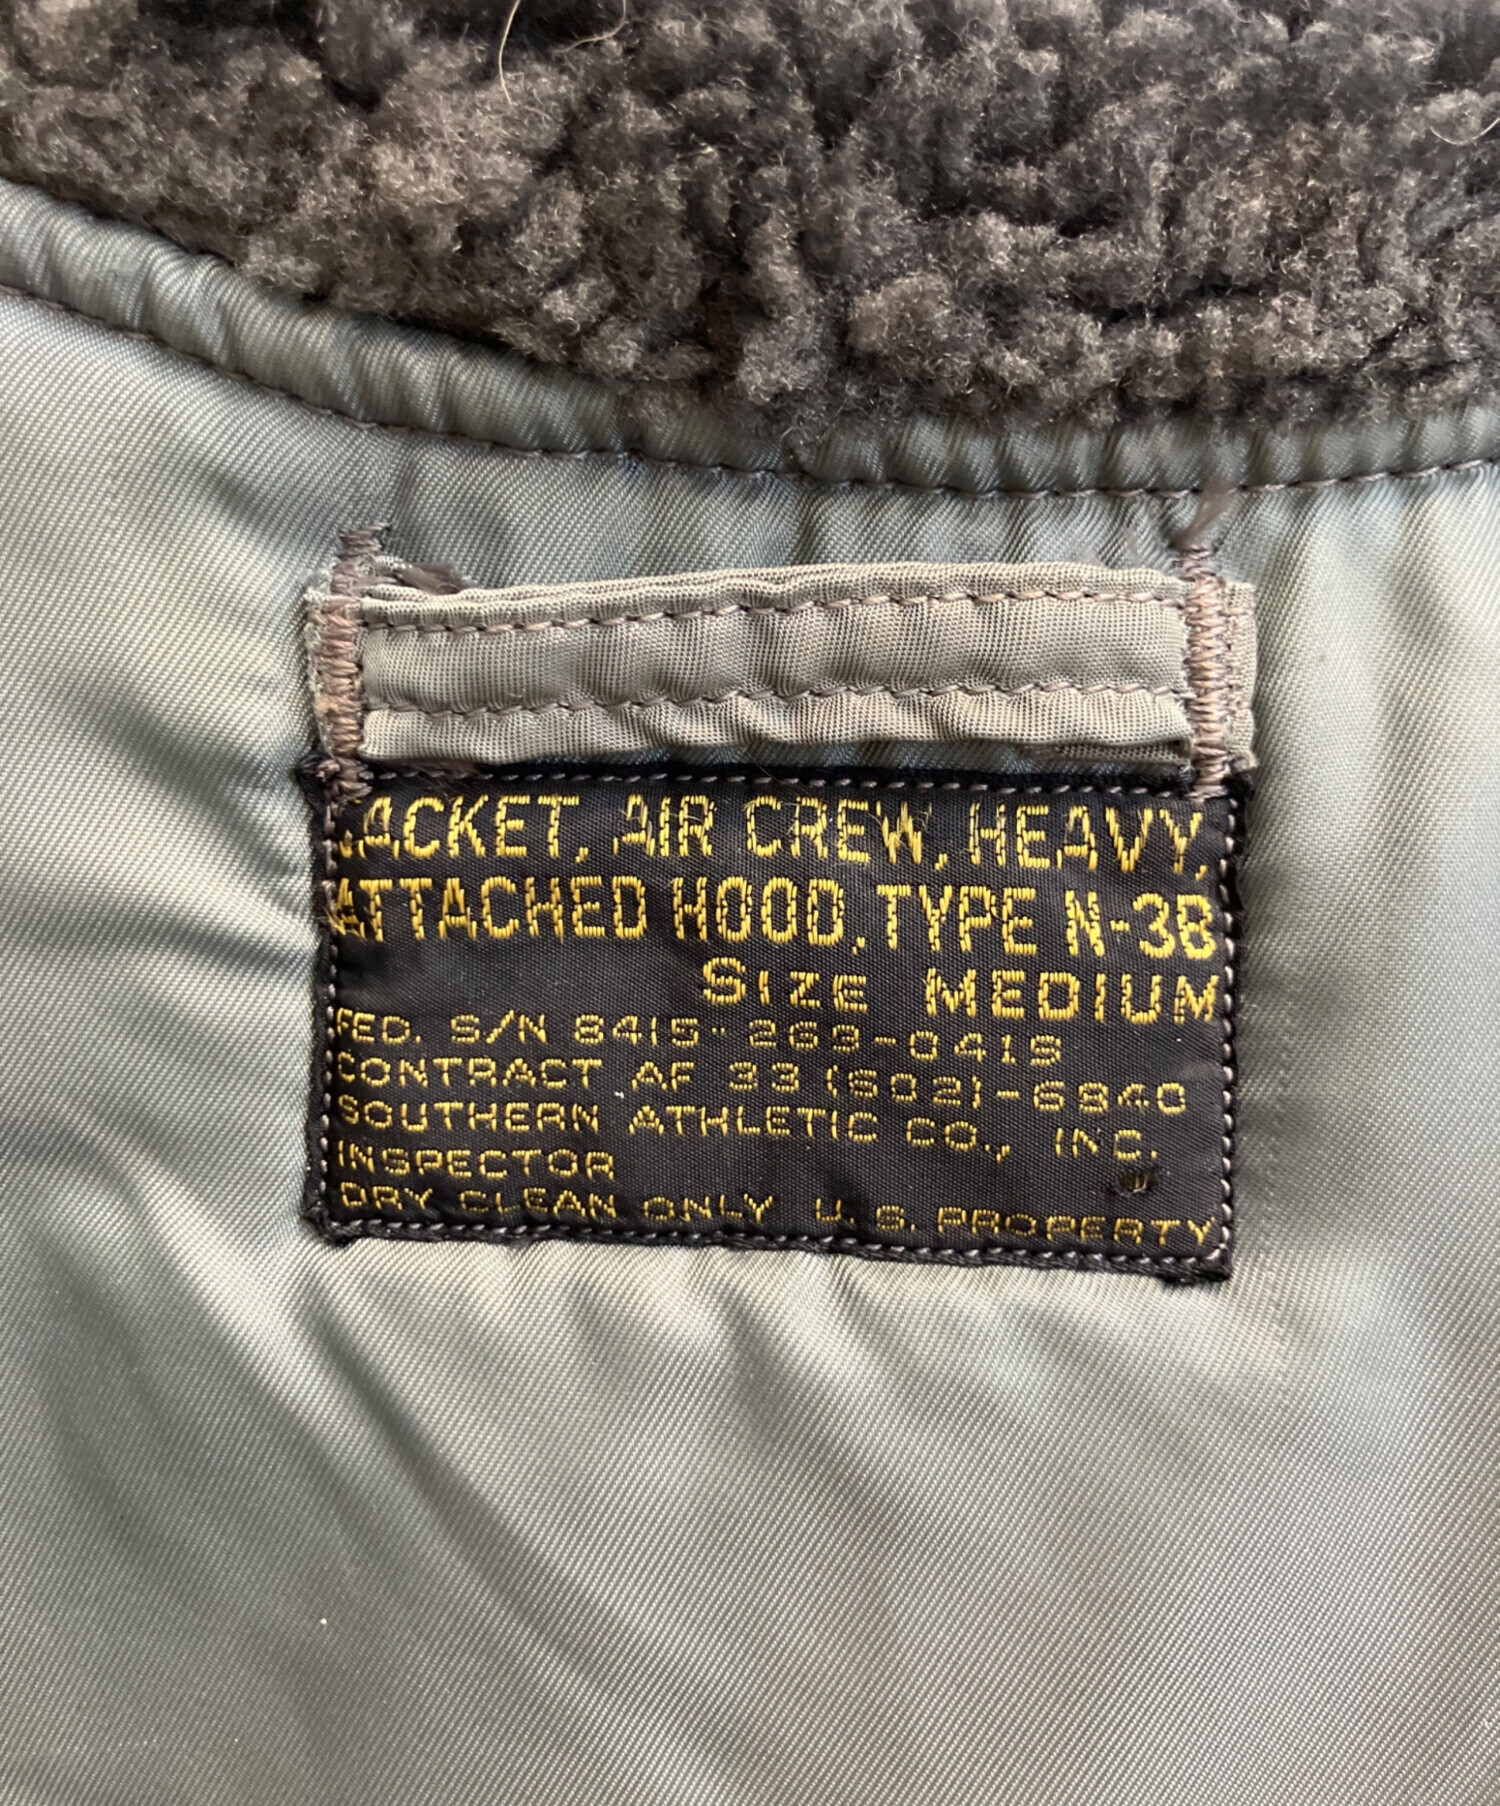 JACKET, AIR CREW, HEAVY,
ATTACHED HOOD, TYPE N-3B
SIZE MEDIUM
FED. S/N 8415-269-0419
CONTRACT AF 33 (602)-6840
SOUTHERN ATHLETIC CO., INC.
INSPECTOR
DRY CLEAN ONLY U. S. PROPERTY